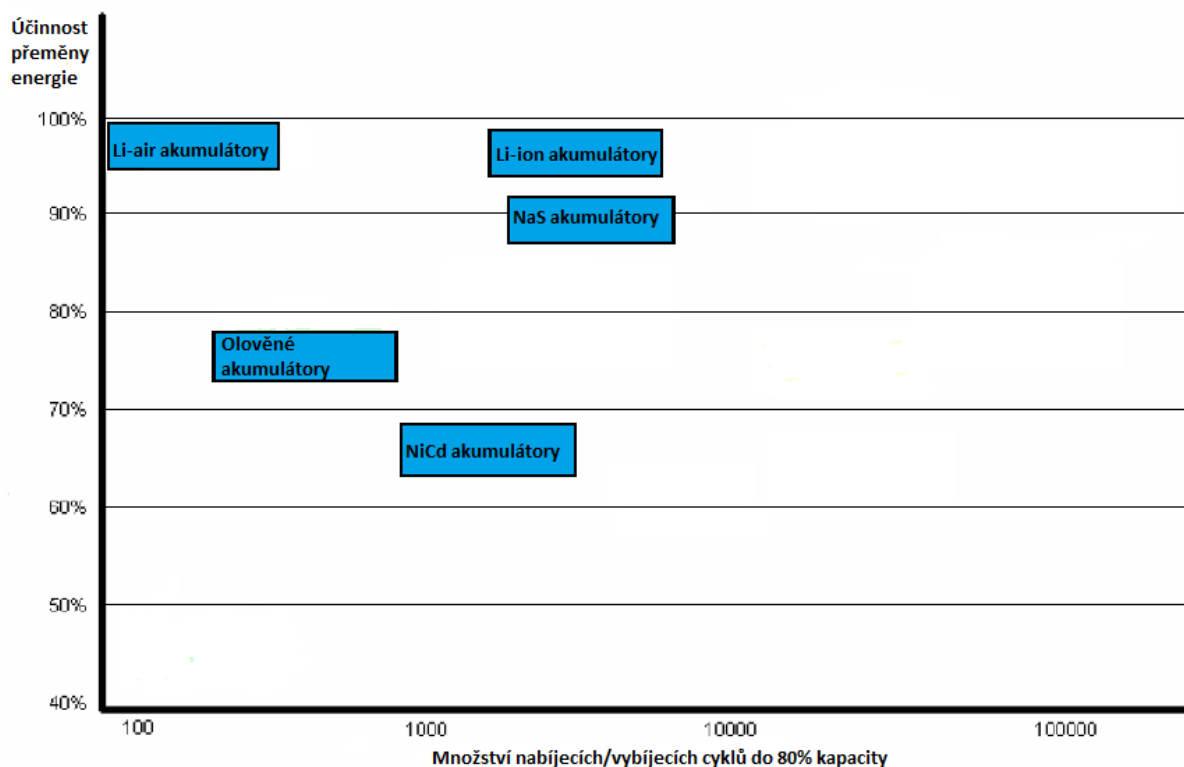 Účinnost
přeměny
energie
100%
Li-air akumulátory
Li-ion akumulátory
90%
NaS akumulátory
80%
Olověné
akumulátory
70%
NiCd akumulátory
60%
50%
40%
100
1000
10000
100000
Množství nabíjecích/vybíjecích cyklů do 80% kapacity